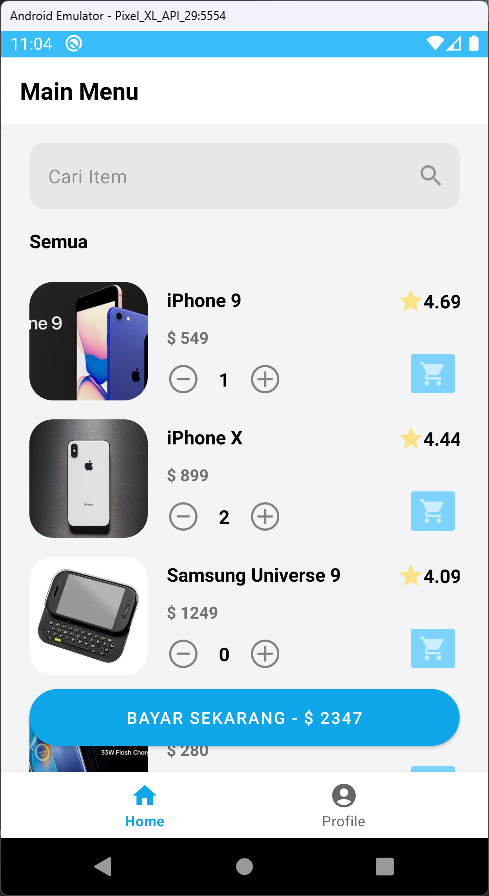 Android Emulator - Pixel_XL_API_29:5554
11:04
Main Menu
Cari Item
Semua
ne 9
iPhone 9
4.69
$ 549
1
iPhone X
4.44
$ 899
2
Samsung Universe 9
4.09
$ 1249
0
BAYAR SEKARANG - $ 2347
33W Flash Charg
$ 280
Home
Profile